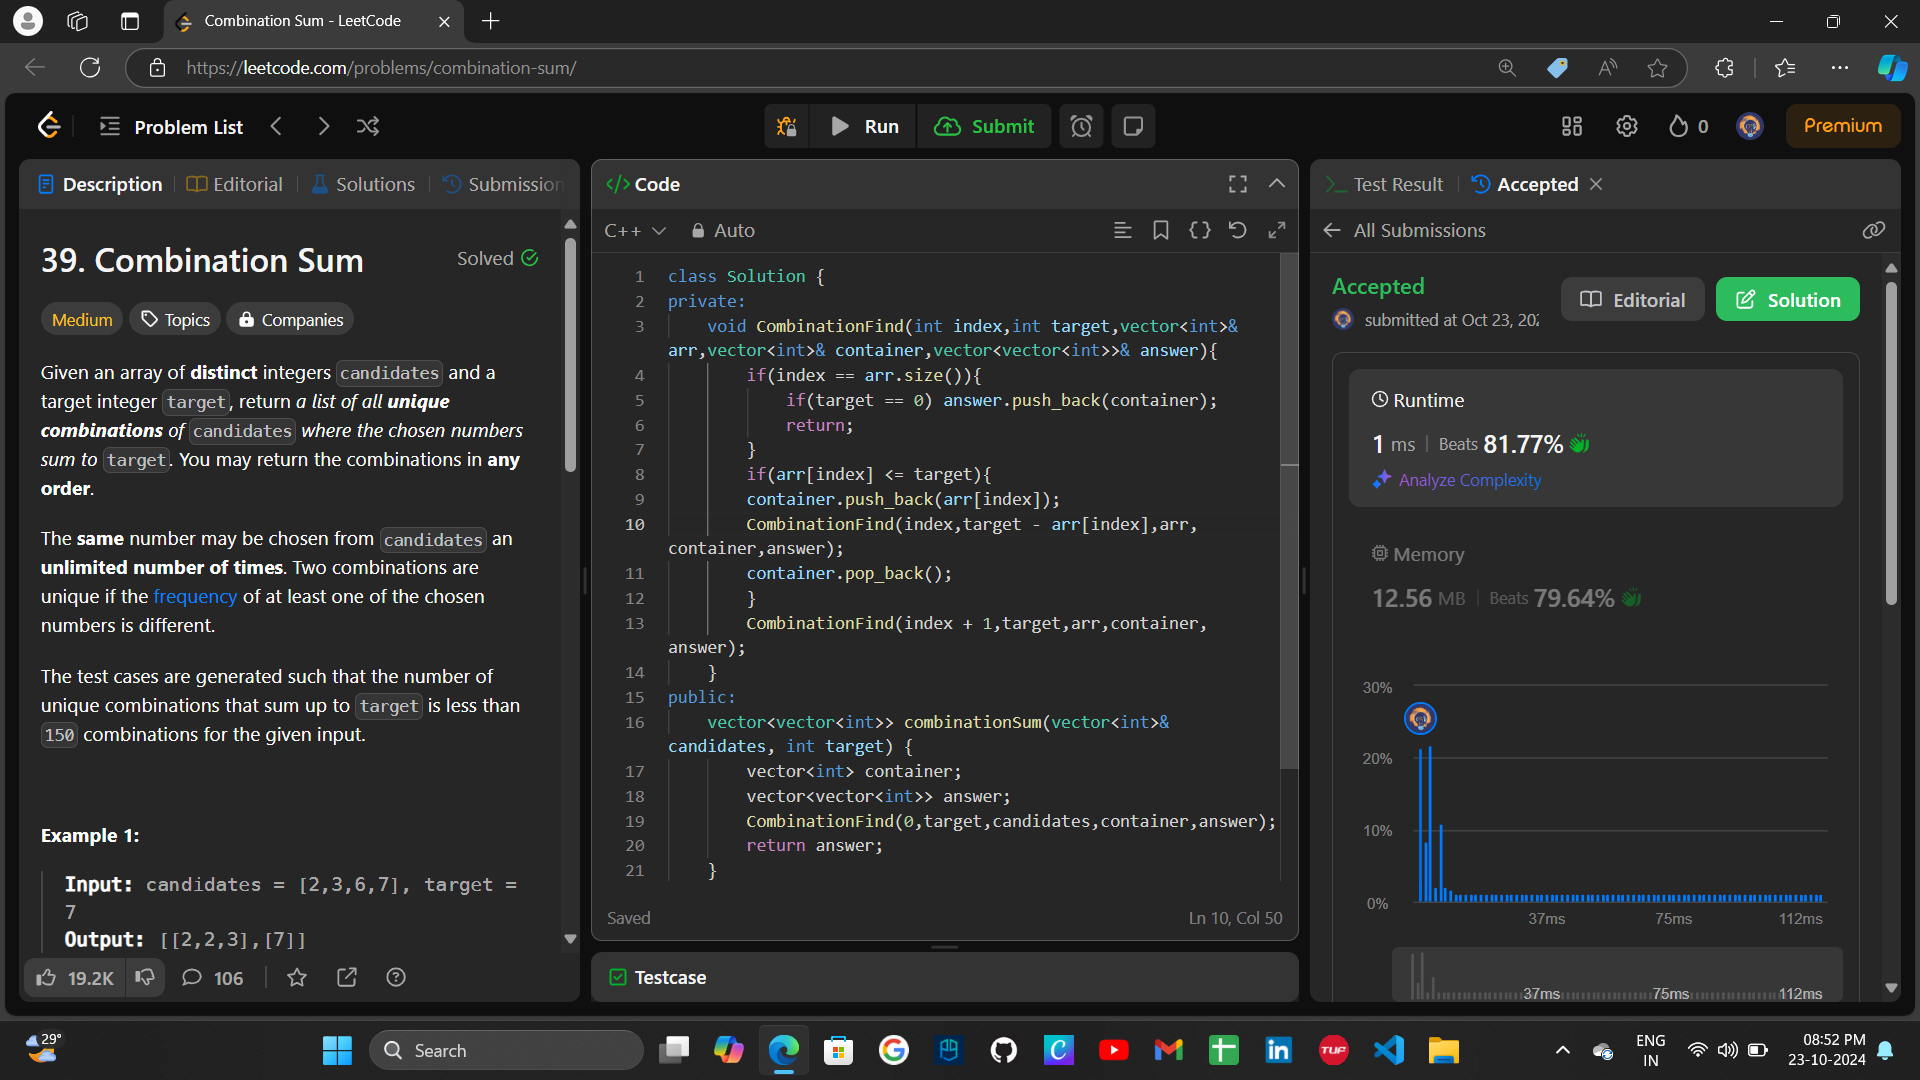 Combination Sum - LeetCode
https://leetcode.com/problems/combination-sum/
Problem List
Run
Submit
0
Premium
Description
Editorial
Solutions
Submission
39. Combination Sum
Solved
Medium
Topics
Companies
Given an array of distinct integers candidates and a
target integer target, return a list of all unique
combinations of candidates where the chosen numbers
sum to target. You may return the combinations in any
order.
The same number may be chosen from candidates an
unlimited number of times. Two combinations are
unique if the frequency of at least one of the chosen
numbers is different.
The test cases are generated such that the number of
unique combinations that sum up to target is less than
150 combinations for the given input.
Example 1:
Input: candidates = [2,3,6,7], target =
7
Output: [[2,2,3],[7]]
19.2K
106
</> Code
C++
Auto
1 class Solution {
2 private:
3 void CombinationFind(int index,int target,vector<int>&
arr,vector<int>& container,vector<vector<int>>& answer){
4 if(index == arr.size()){
5 if(target == 0) answer.push_back(container);
6 return;
7 }
8 if(arr[index] <= target){
9 container.push_back(arr[index]);
10 CombinationFind(index,target - arr[index],arr,
container,answer);
11 container.pop_back();
12 }
13 CombinationFind(index + 1,target,arr,container,
answer);
14 }
15 public:
16 vector<vector<int>> combinationSum(vector<int>&
candidates, int target) {
17 vector<int> container;
18 vector<vector<int>> answer;
19 CombinationFind(0,target,candidates,container,answer);
20 return answer;
21 }
Saved
Ln 10, Col 50
Testcase
Test Result
Accepted
All Submissions
Accepted
submitted at Oct 23, 202
Editorial
Solution
Runtime
1 ms | Beats 81.77%
Analyze Complexity
Memory
12.56 MB | Beats 79.64%
30%
20%
10%
0%
37ms
75ms
112ms
37ms
75ms
112ms
29°
Search
TUF
ENG
IN
08:52 PM
23-10-2024